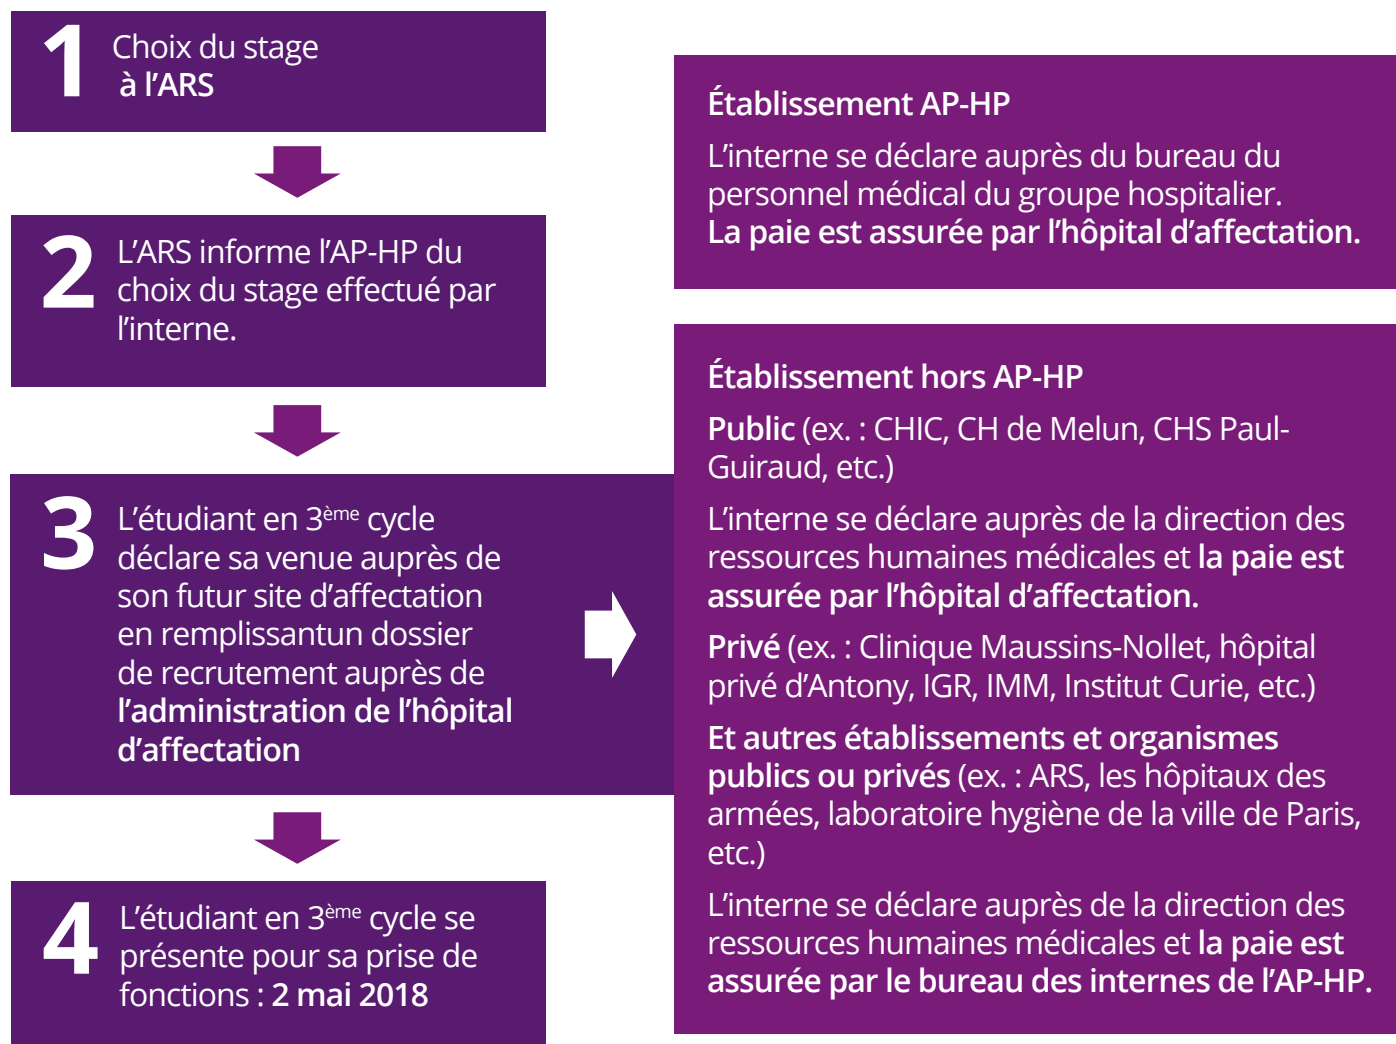 1
Choix du stage
à l’ARS
2
L’ARS informe l’AP-HP du
choix du stage effectué par
l’interne.
3
L’étudiant en 3ème cycle
déclare sa venue auprès de
son futur site d’affectation
en remplissantun dossier
de recrutement auprès de
l’administration de l’hôpital
d’affectation
4
L’étudiant en 3ème cycle se
présente pour sa prise de
fonctions : 2 mai 2018
Établissement AP-HP
L’interne se déclare auprès du bureau du
personnel médical du groupe hospitalier.
La paie est assurée par l’hôpital d’affectation.
Établissement hors AP-HP
Public (ex. : CHIC, CH de Melun, CHS Paul-
Guiraud, etc.)
L’interne se déclare auprès de la direction des
ressources humaines médicales et la paie est
assurée par l’hôpital d’affectation.
Privé (ex. : Clinique Maussins-Nollet, hôpital
privé d’Antony, IGR, IMM, Institut Curie, etc.)
Et autres établissements et organismes
publics ou privés (ex. : ARS, les hôpitaux des
armées, laboratoire hygiène de la ville de Paris,
etc.)
L’interne se déclare auprès de la direction des
ressources humaines médicales et la paie est
assurée par le bureau des internes de l’AP-HP.